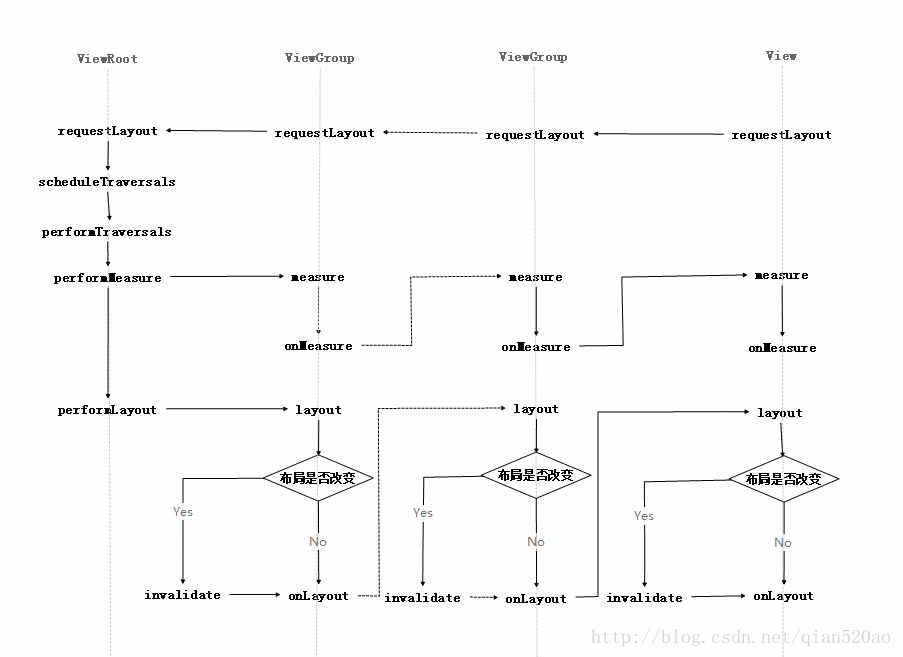 ViewRoot ViewGroup ViewGroup View
requestLayout requestLayout requestLayout requestLayout
scheduleTraversals
performTraversals
performMeasure measure measure measure
onMeasure onMeasure onMeasure
performLayout layout layout layout
布局是否改变 布局是否改变 布局是否改变
Yes Yes Yes
No No No
invalidate onLayout invalidate onLayout invalidate onLayout
http://blog.csdn.net/qian520ao